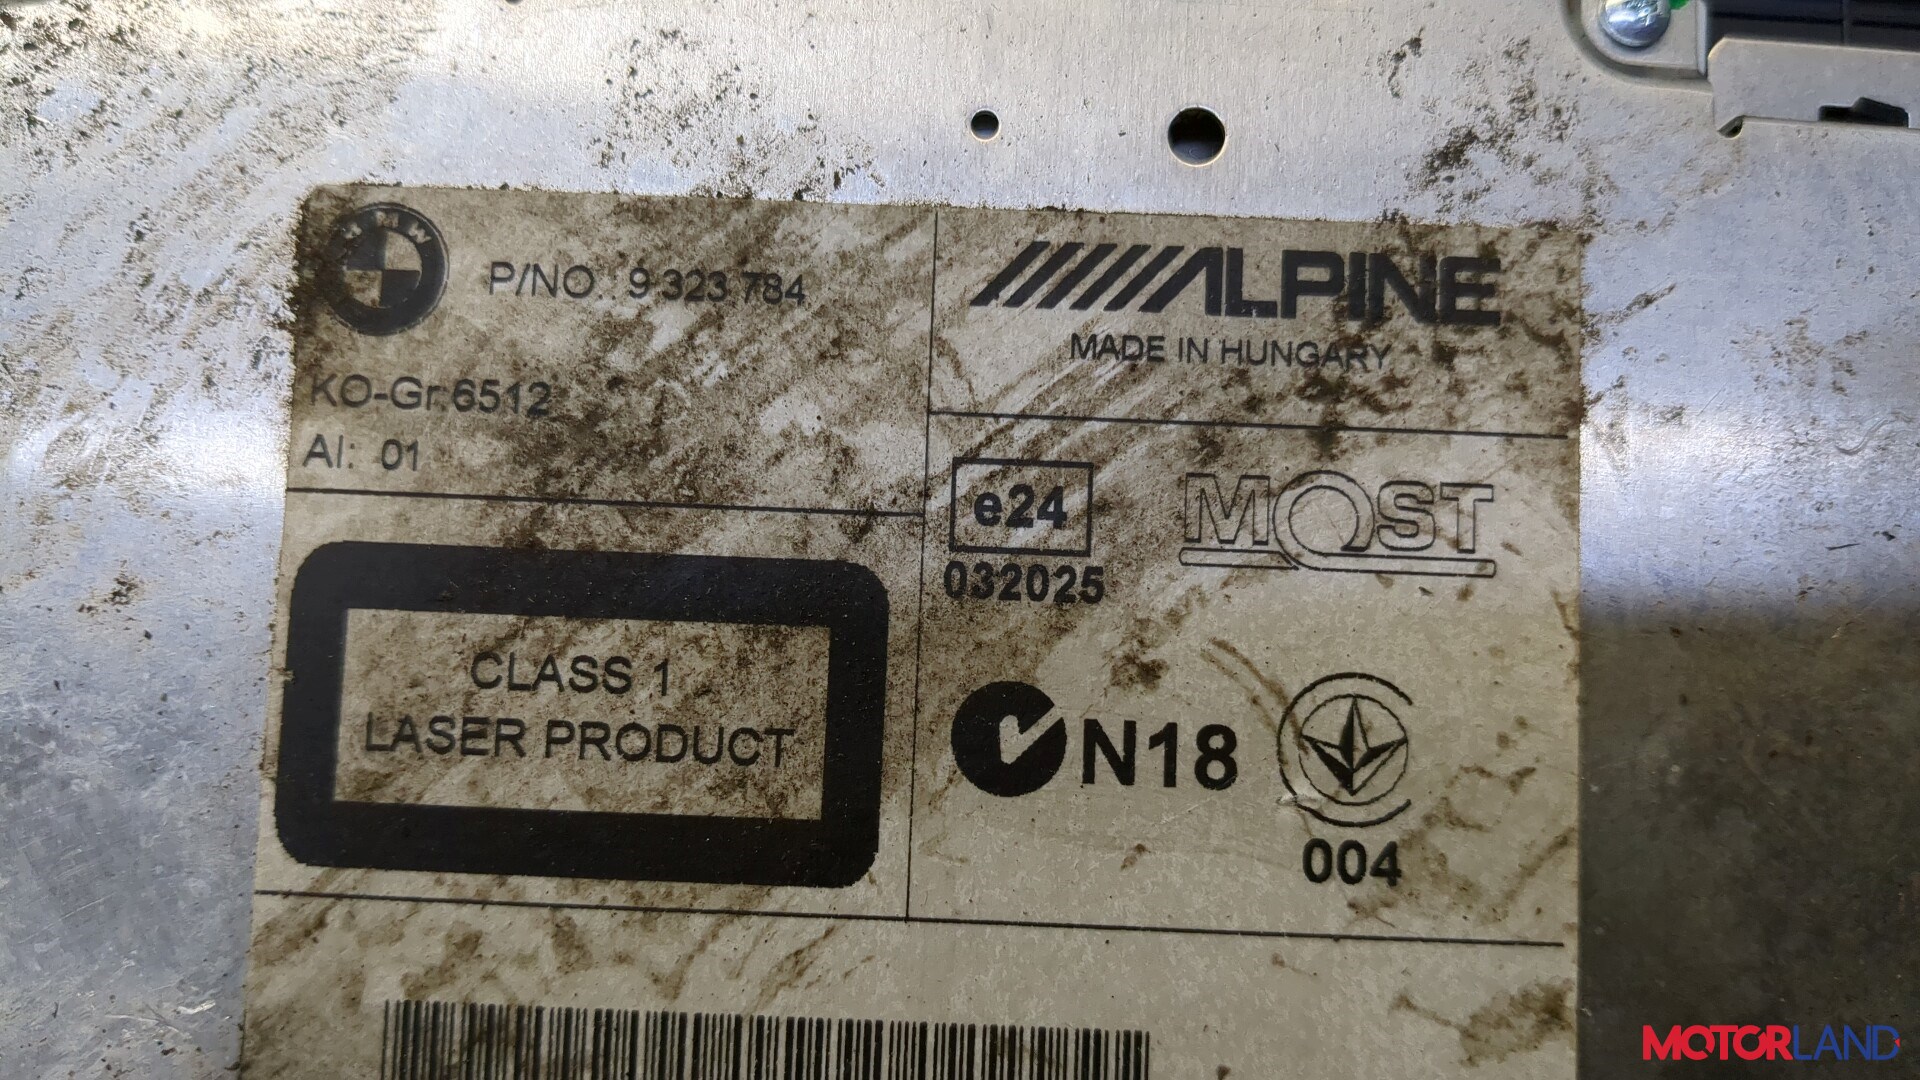 BMW
P/NO.: 9 323 784
KO-Gr.6512
AI: 01
ALPINE
MADE IN HUNGARY
e24
032025
MOST
CLASS 1
LASER PRODUCT
N18
004
MOTORLAND